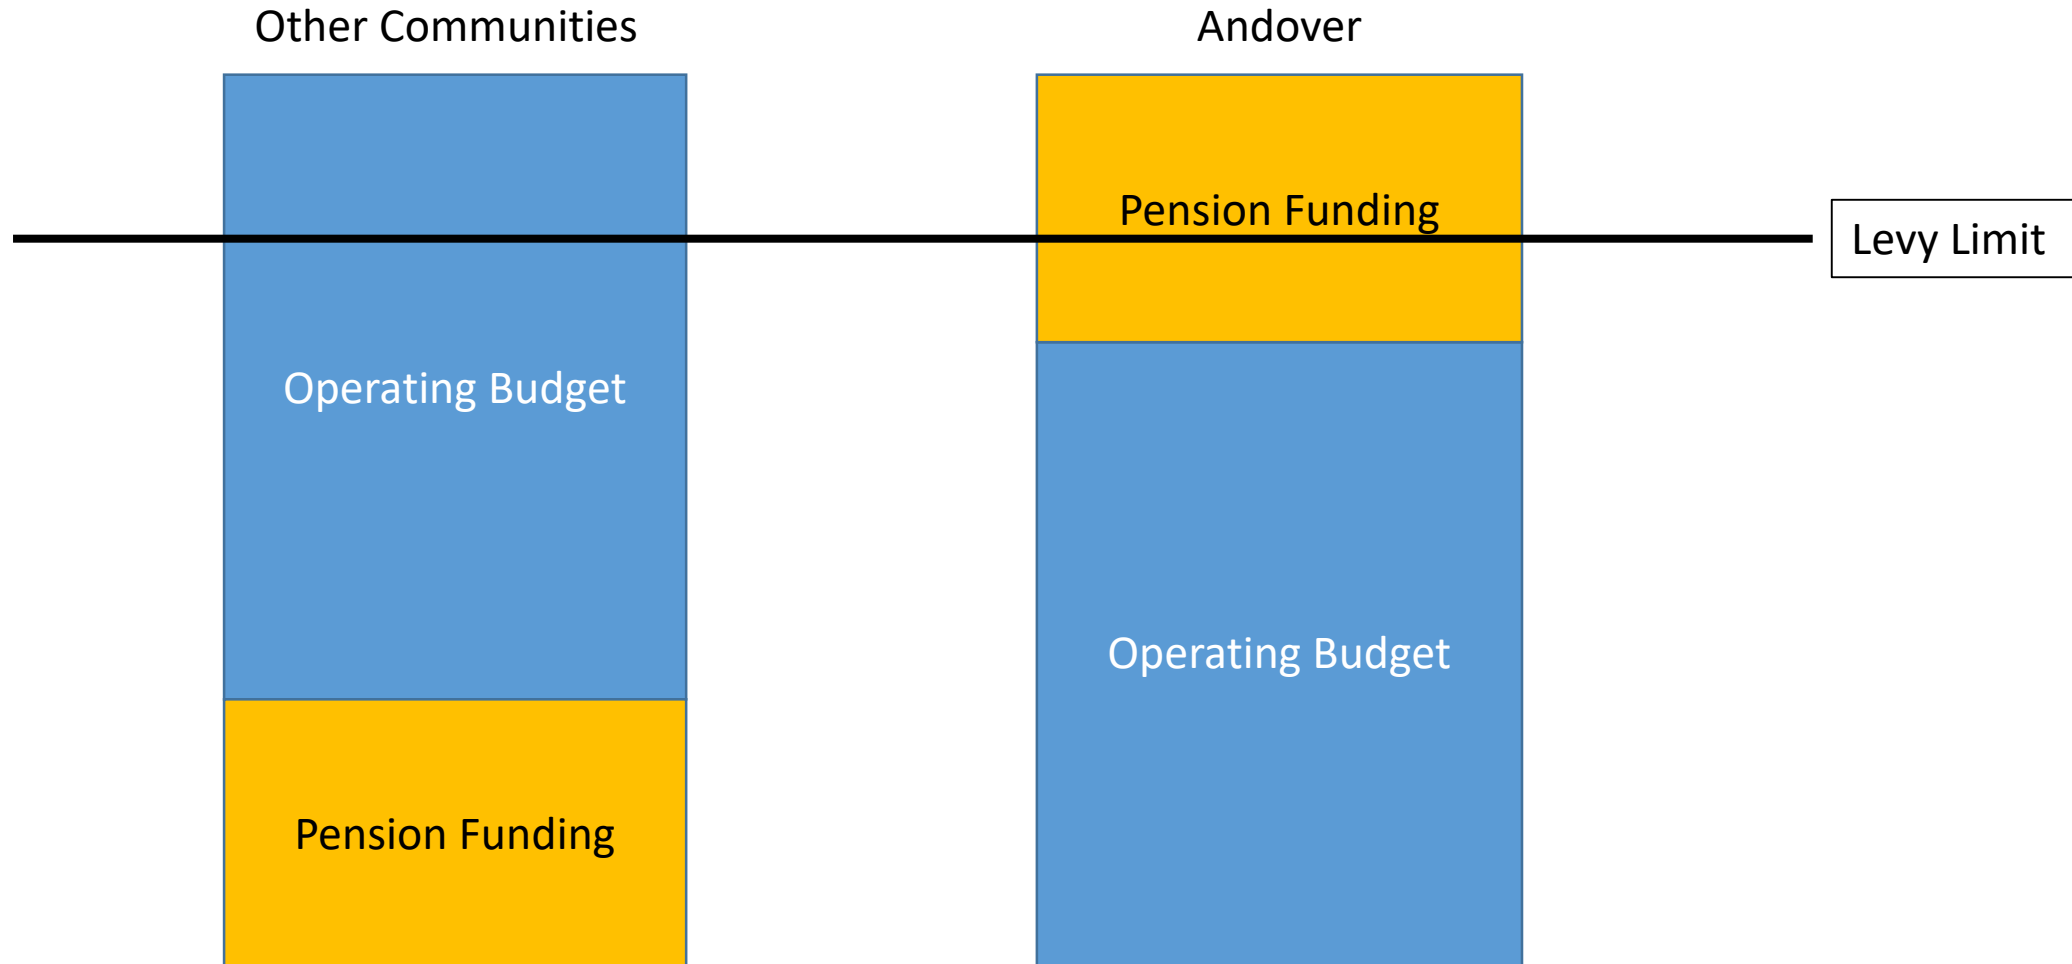 Other Communities
Andover
Pension Funding
Levy Limit
Operating Budget
Operating Budget
Pension Funding